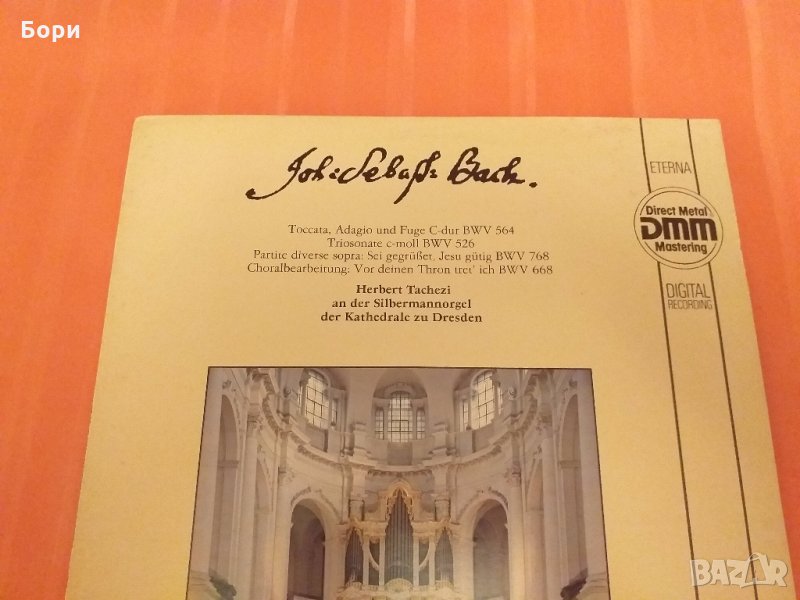 Бори
Joh: Sebast: Bach.
Toccata, Adagio und Fuge C-dur BWV 564
Triosonate c-moll BWV 526
Partite diverse sopra: Sei gegrüßet, Jesu gütig BWV 768
Choralbearbeitung: Vor deinen Thron tret' ich BWV 668
Herbert Tachezi
an der Silbermannorgel
der Kathedrale zu Dresden
ETERNA
Direct Metal
DMM
Mastering
DIGITAL
RECORDING
BAZAR